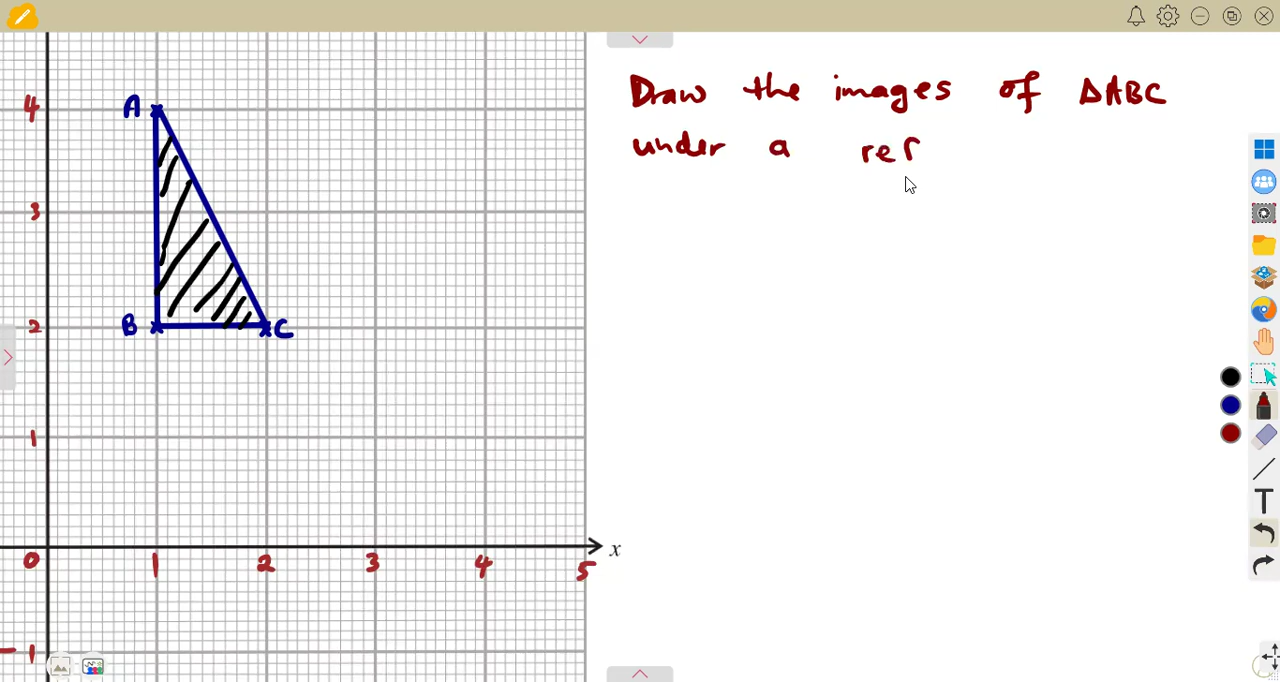 Draw the images of ΔABC
under a ref
4
A
3
B
2
C
1
x
0
1
2
3
4
5
-1
T